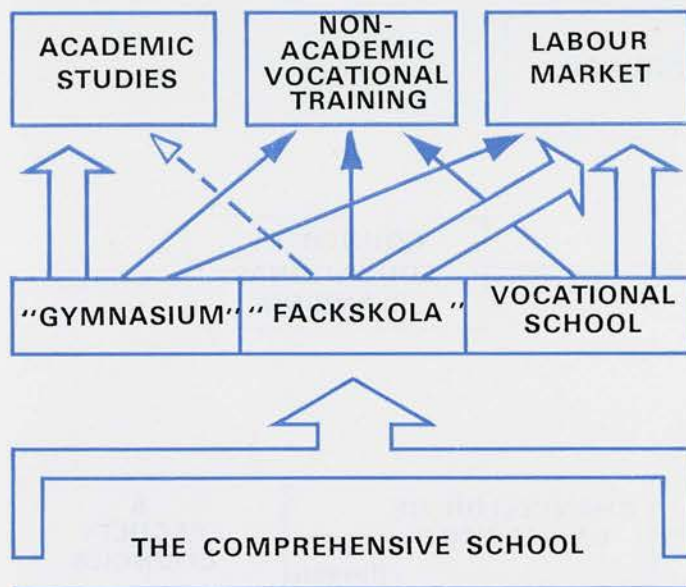 ACADEMIC
STUDIES
NON-
ACADEMIC
VOCATIONAL
TRAINING
LABOUR
MARKET
"GYMNASIUM"
" FACKSKOLA "
VOCATIONAL
SCHOOL
THE COMPREHENSIVE SCHOOL